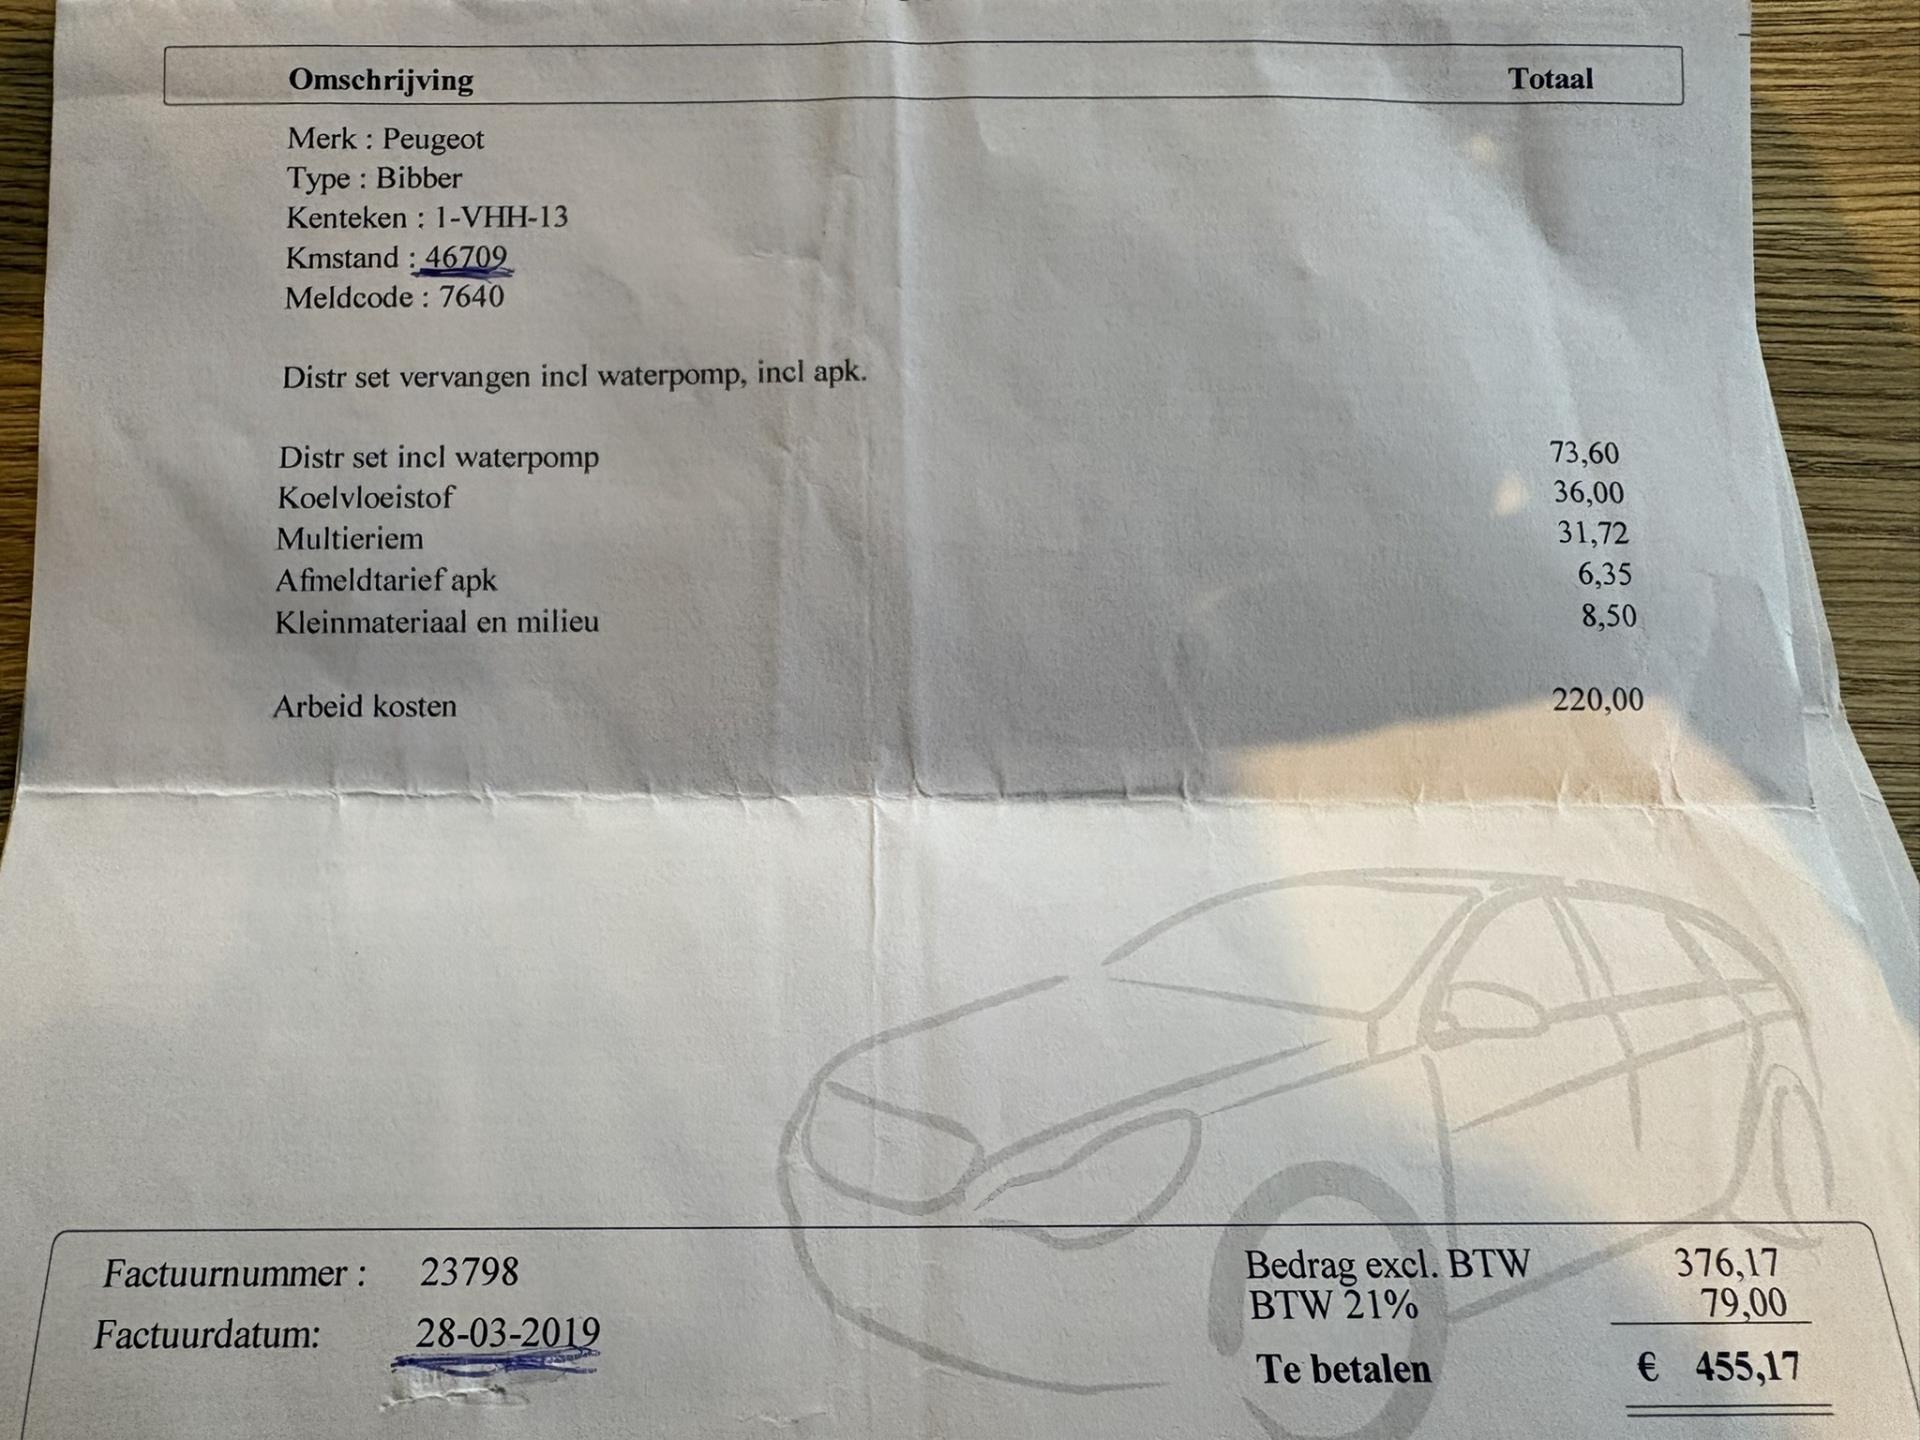 Omschrijving Totaal
Merk : Peugeot
Type : Bibber
Kenteken : 1-VHH-13
Kmstand : 46709
Meldcode : 7640
Distr set vervangen incl waterpomp, incl apk.
Distr set incl waterpomp 73,60
Koelvloeistof 36,00
Multieriem 31,72
Afmeldtarief apk 6,35
Kleinmateriaal en milieu 8,50
Arbeid kosten 220,00
Factuurnummer : 23798 Bedrag excl. BTW 376,17
BTW 21% 79,00
Factuurdatum: 28-03-2019
Te betalen € 455,17